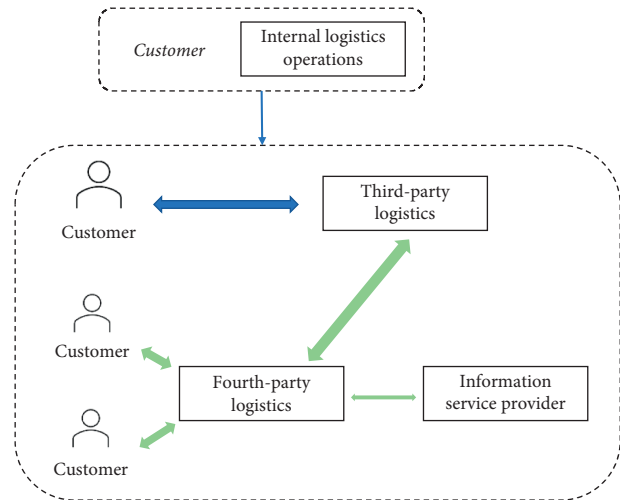 Customer
Internal logistics
operations
Customer
Third-party
logistics
Customer
Fourth-party
logistics
Information
service provider
Customer